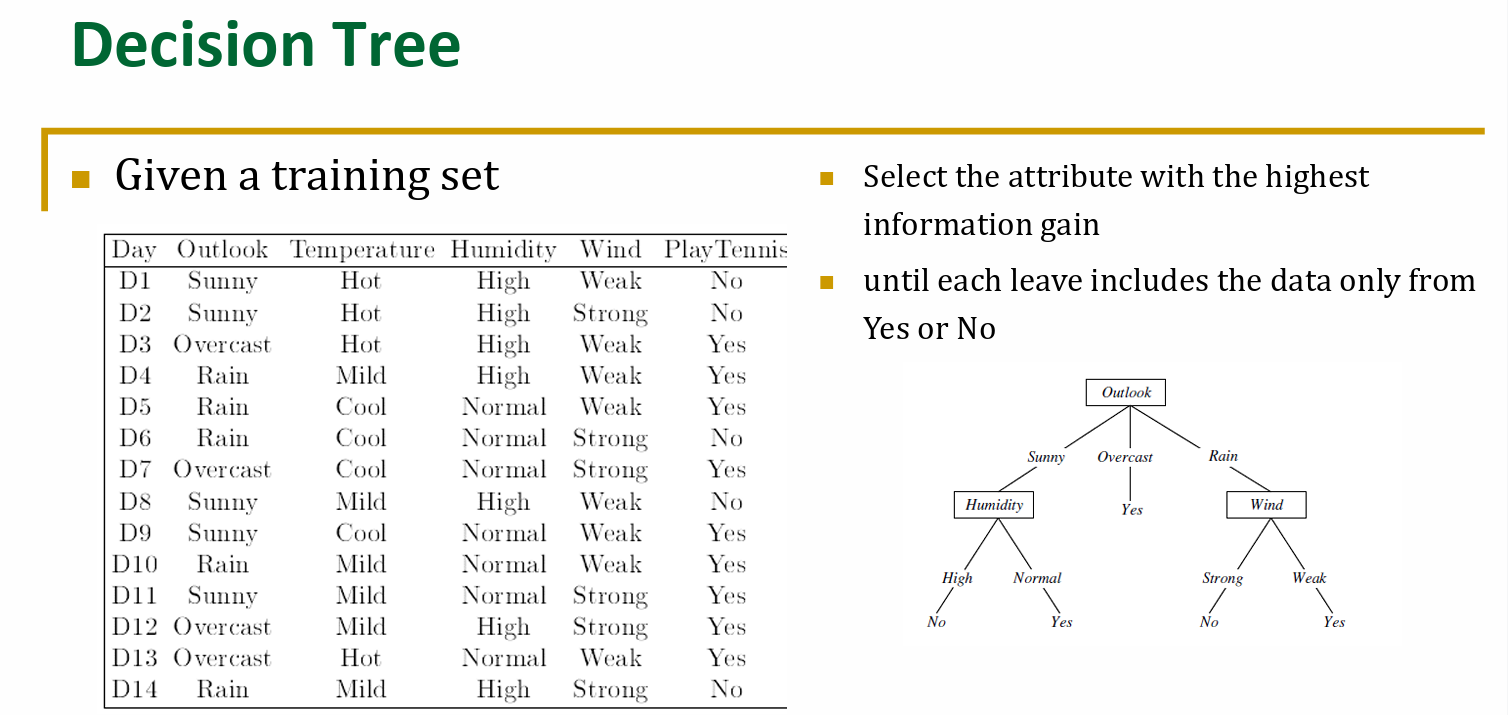 Decision Tree
Given a training set
Day Outlook Temperature Humidity Wind PlayTennis
D1 Sunny Hot High Weak No
D2 Sunny Hot High Strong No
D3 Overcast Hot High Weak Yes
D4 Rain Mild High Weak Yes
D5 Rain Cool Normal Weak Yes
D6 Rain Cool Normal Strong No
D7 Overcast Cool Normal Strong Yes
D8 Sunny Mild High Weak No
D9 Sunny Cool Normal Weak Yes
D10 Rain Mild Normal Weak Yes
D11 Sunny Mild Normal Strong Yes
D12 Overcast Mild High Strong Yes
D13 Overcast Hot Normal Weak Yes
D14 Rain Mild High Strong No
Select the attribute with the highest
information gain
until each leave includes the data only from
Yes or No
Outlook
Sunny Overcast Rain
Humidity Yes Wind
High Normal Strong Weak
No Yes No Yes